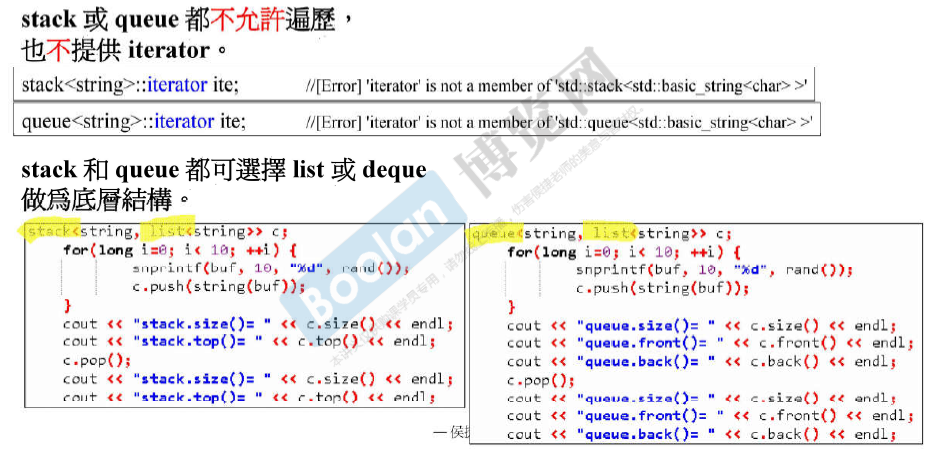 stack 或 queue 都不允許遍歷，
也不提供 iterator。
stack<string>::iterator ite; //[Error] 'iterator' is not a member of 'std::stack<std::basic_string<char> >'
queue<string>::iterator ite; //[Error] 'iterator' is not a member of 'std::queue<std::basic_string<char> >'
stack 和 queue 都可選擇 list 或 deque
做爲底層結構。
stack<string, list<string>> c;
for(long i=0; i< 10; ++i) {
snprintf(buf, 10, "%d", rand());
c.push(string(buf));
}
cout << "stack.size()= " << c.size() << endl;
cout << "stack.top()= " << c.top() << endl;
c.pop();
cout << "stack.size()= " << c.size() << endl;
cout << "stack.top()= " << c.top() << endl;
queue<string, list<string>> c;
for(long i=0; i< 10; ++i) {
snprintf(buf, 10, "%d", rand());
c.push(string(buf));
}
cout << "queue.size()= " << c.size() << endl;
cout << "queue.front()= " << c.front() << endl;
cout << "queue.back()= " << c.back() << endl;
c.pop();
cout << "queue.size()= " << c.size() << endl;
cout << "queue.front()= " << c.front() << endl;
cout << "queue.back()= " << c.back() << endl;
— 侯
Boolan 博览网